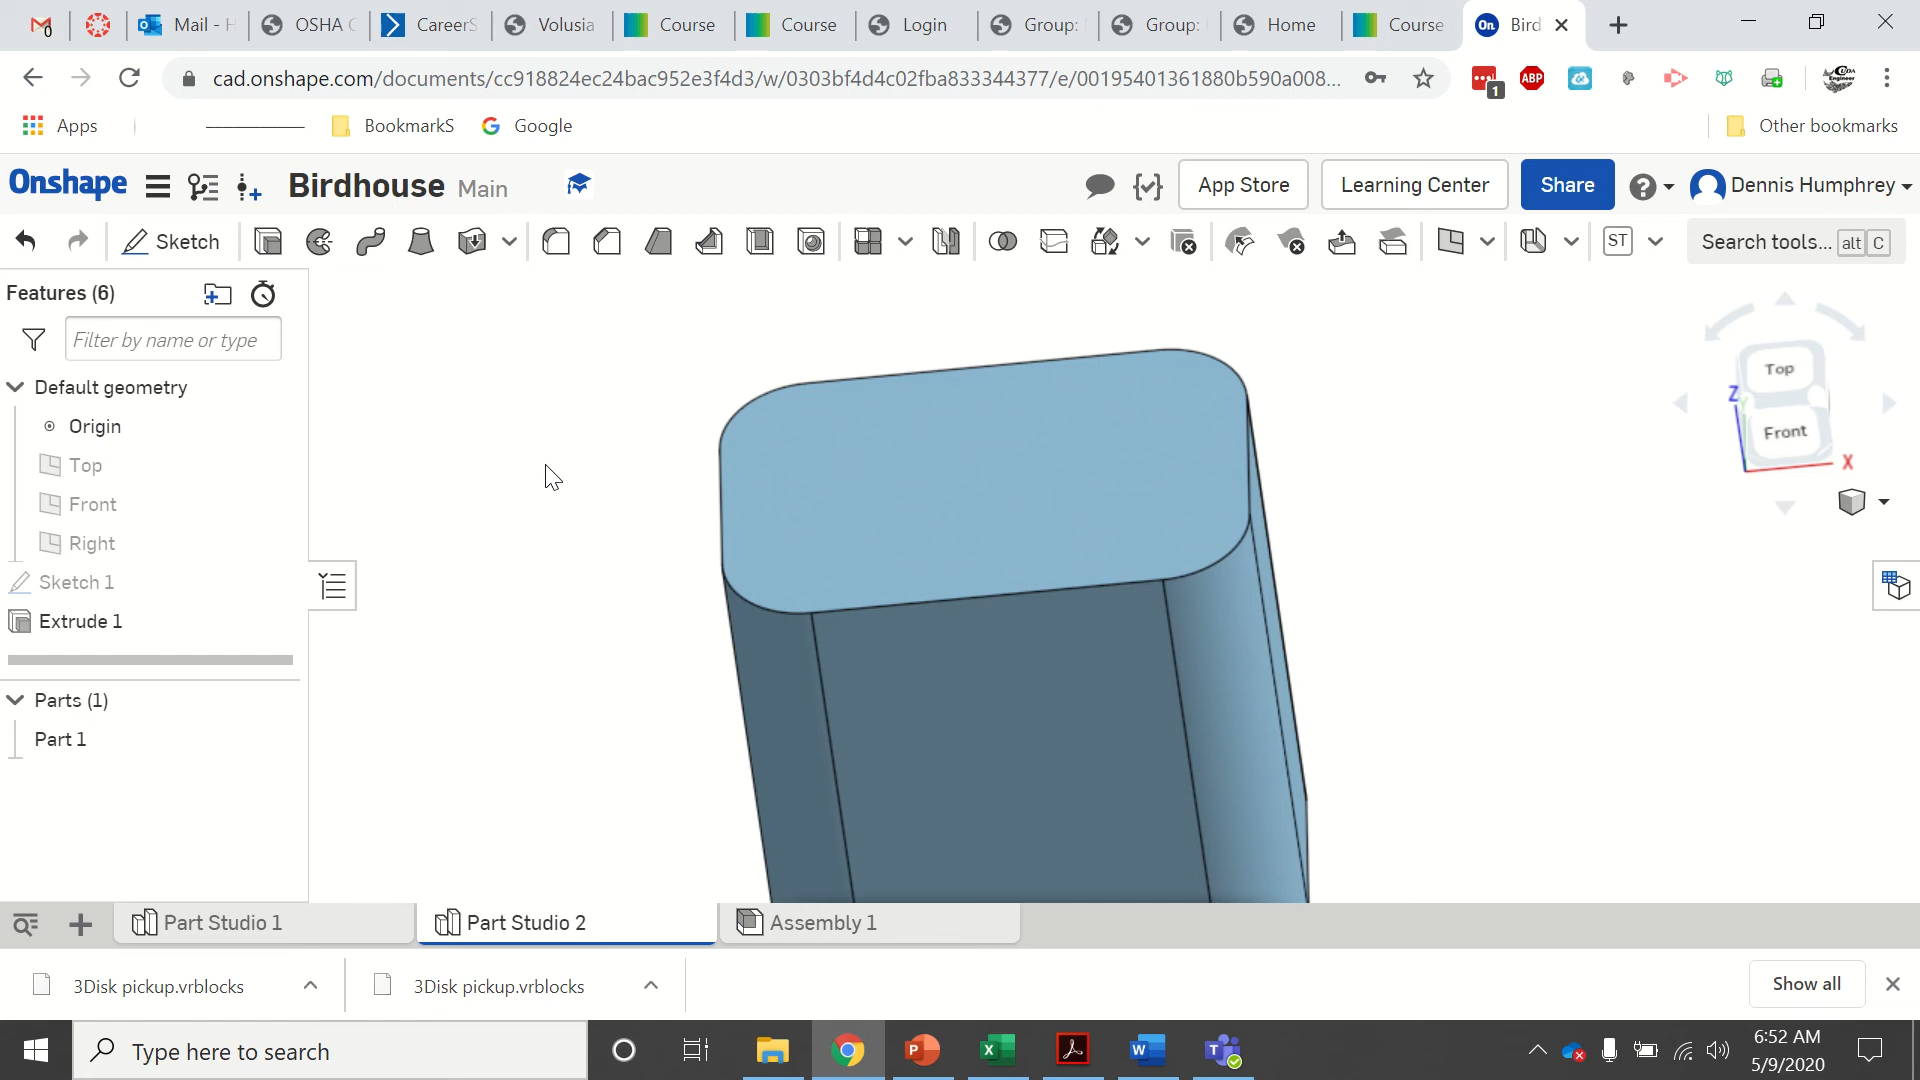 Mail - H
OSHA C
CareerS
Volusia
Course
Course
Login
Group:
Group:
Home
Course
On
Bird
cad.onshape.com/documents/cc918824ec24bac952e3f4d3/w/0303bf4d4c02fba833344377/e/00195401361880b590a008...
1
ABP
Apps
BookmarkS
Google
Other bookmarks
Onshape
Birdhouse Main
App Store
Learning Center
Share
Dennis Humphrey
Sketch
ST
Search tools... alt C
Features (6)
Filter by name or type
Default geometry
Origin
Top
Front
Right
Sketch 1
Extrude 1
Parts (1)
Part 1
Top
Front
Z
X
Part Studio 1
Part Studio 2
Assembly 1
3Disk pickup.vrblocks
3Disk pickup.vrblocks
Show all
Type here to search
6:52 AM
5/9/2020